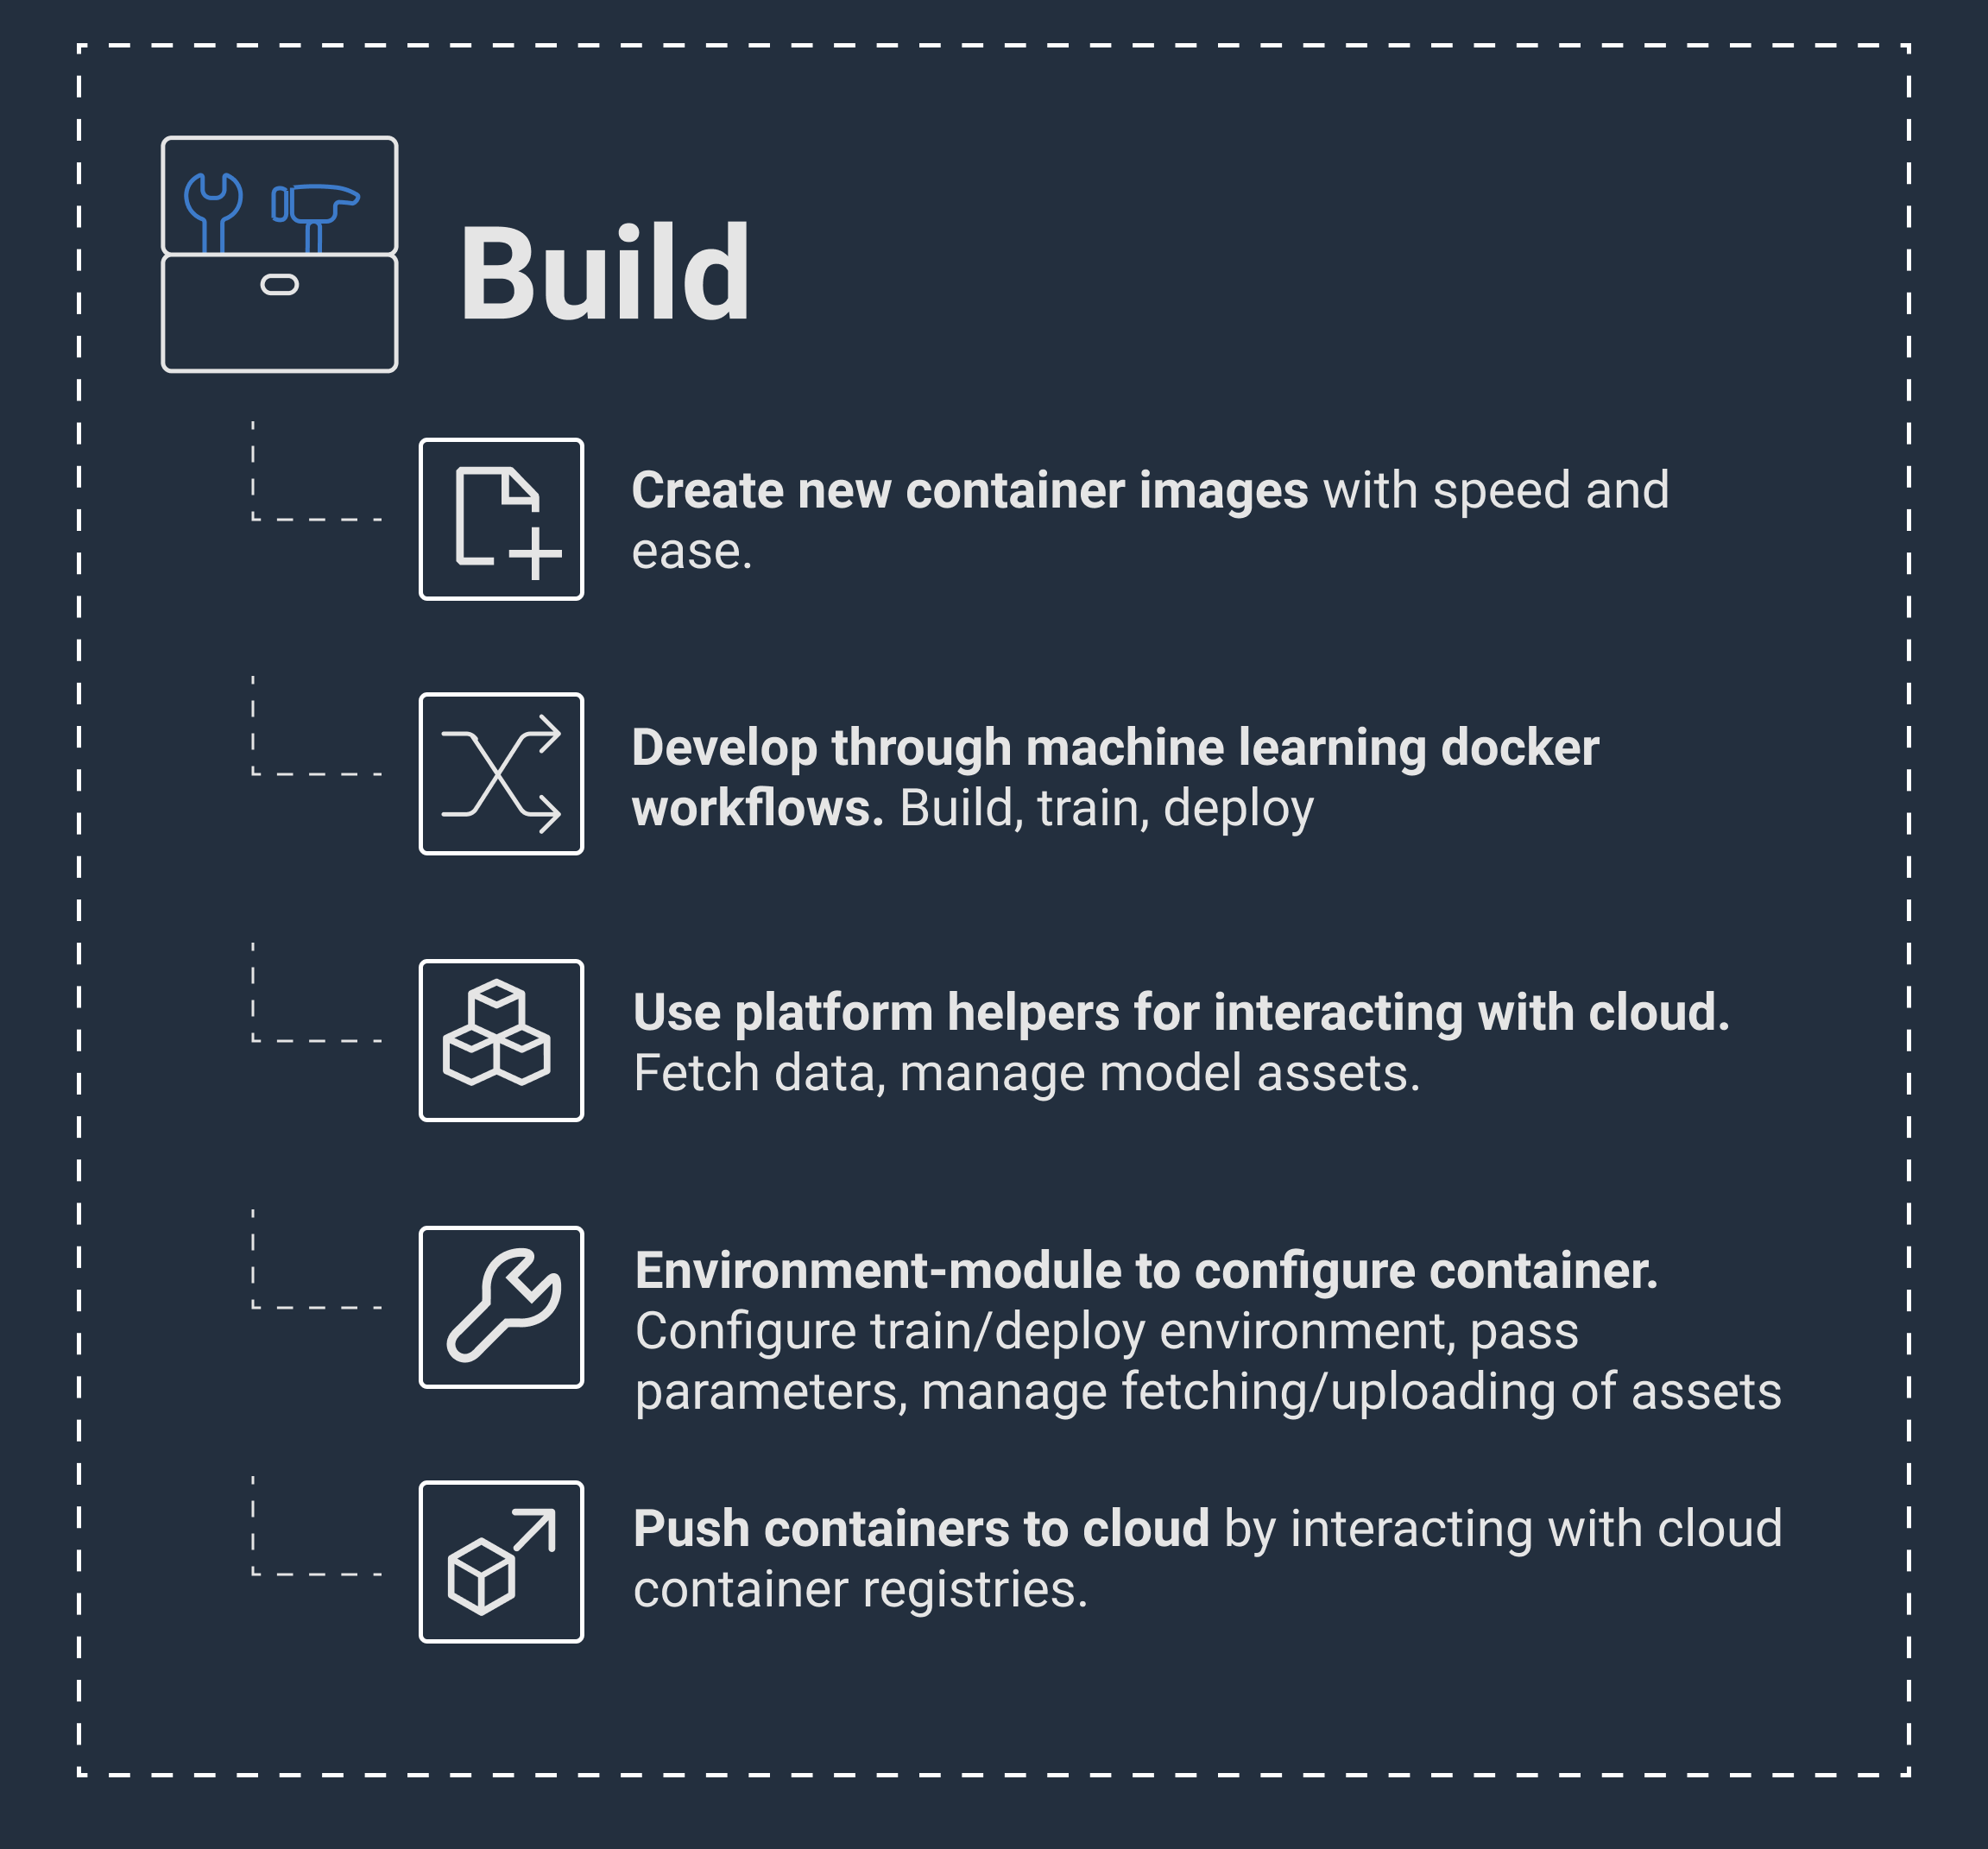 Build
Create new container images with speed and
ease.
Develop through machine learning docker
workflows. Build, train, deploy
Use platform helpers for interacting with cloud.
Fetch data, manage model assets.
Environment-module to configure container.
Configure train/deploy environment, pass
parameters, manage fetching/uploading of assets
Push containers to cloud by interacting with cloud
container registries.